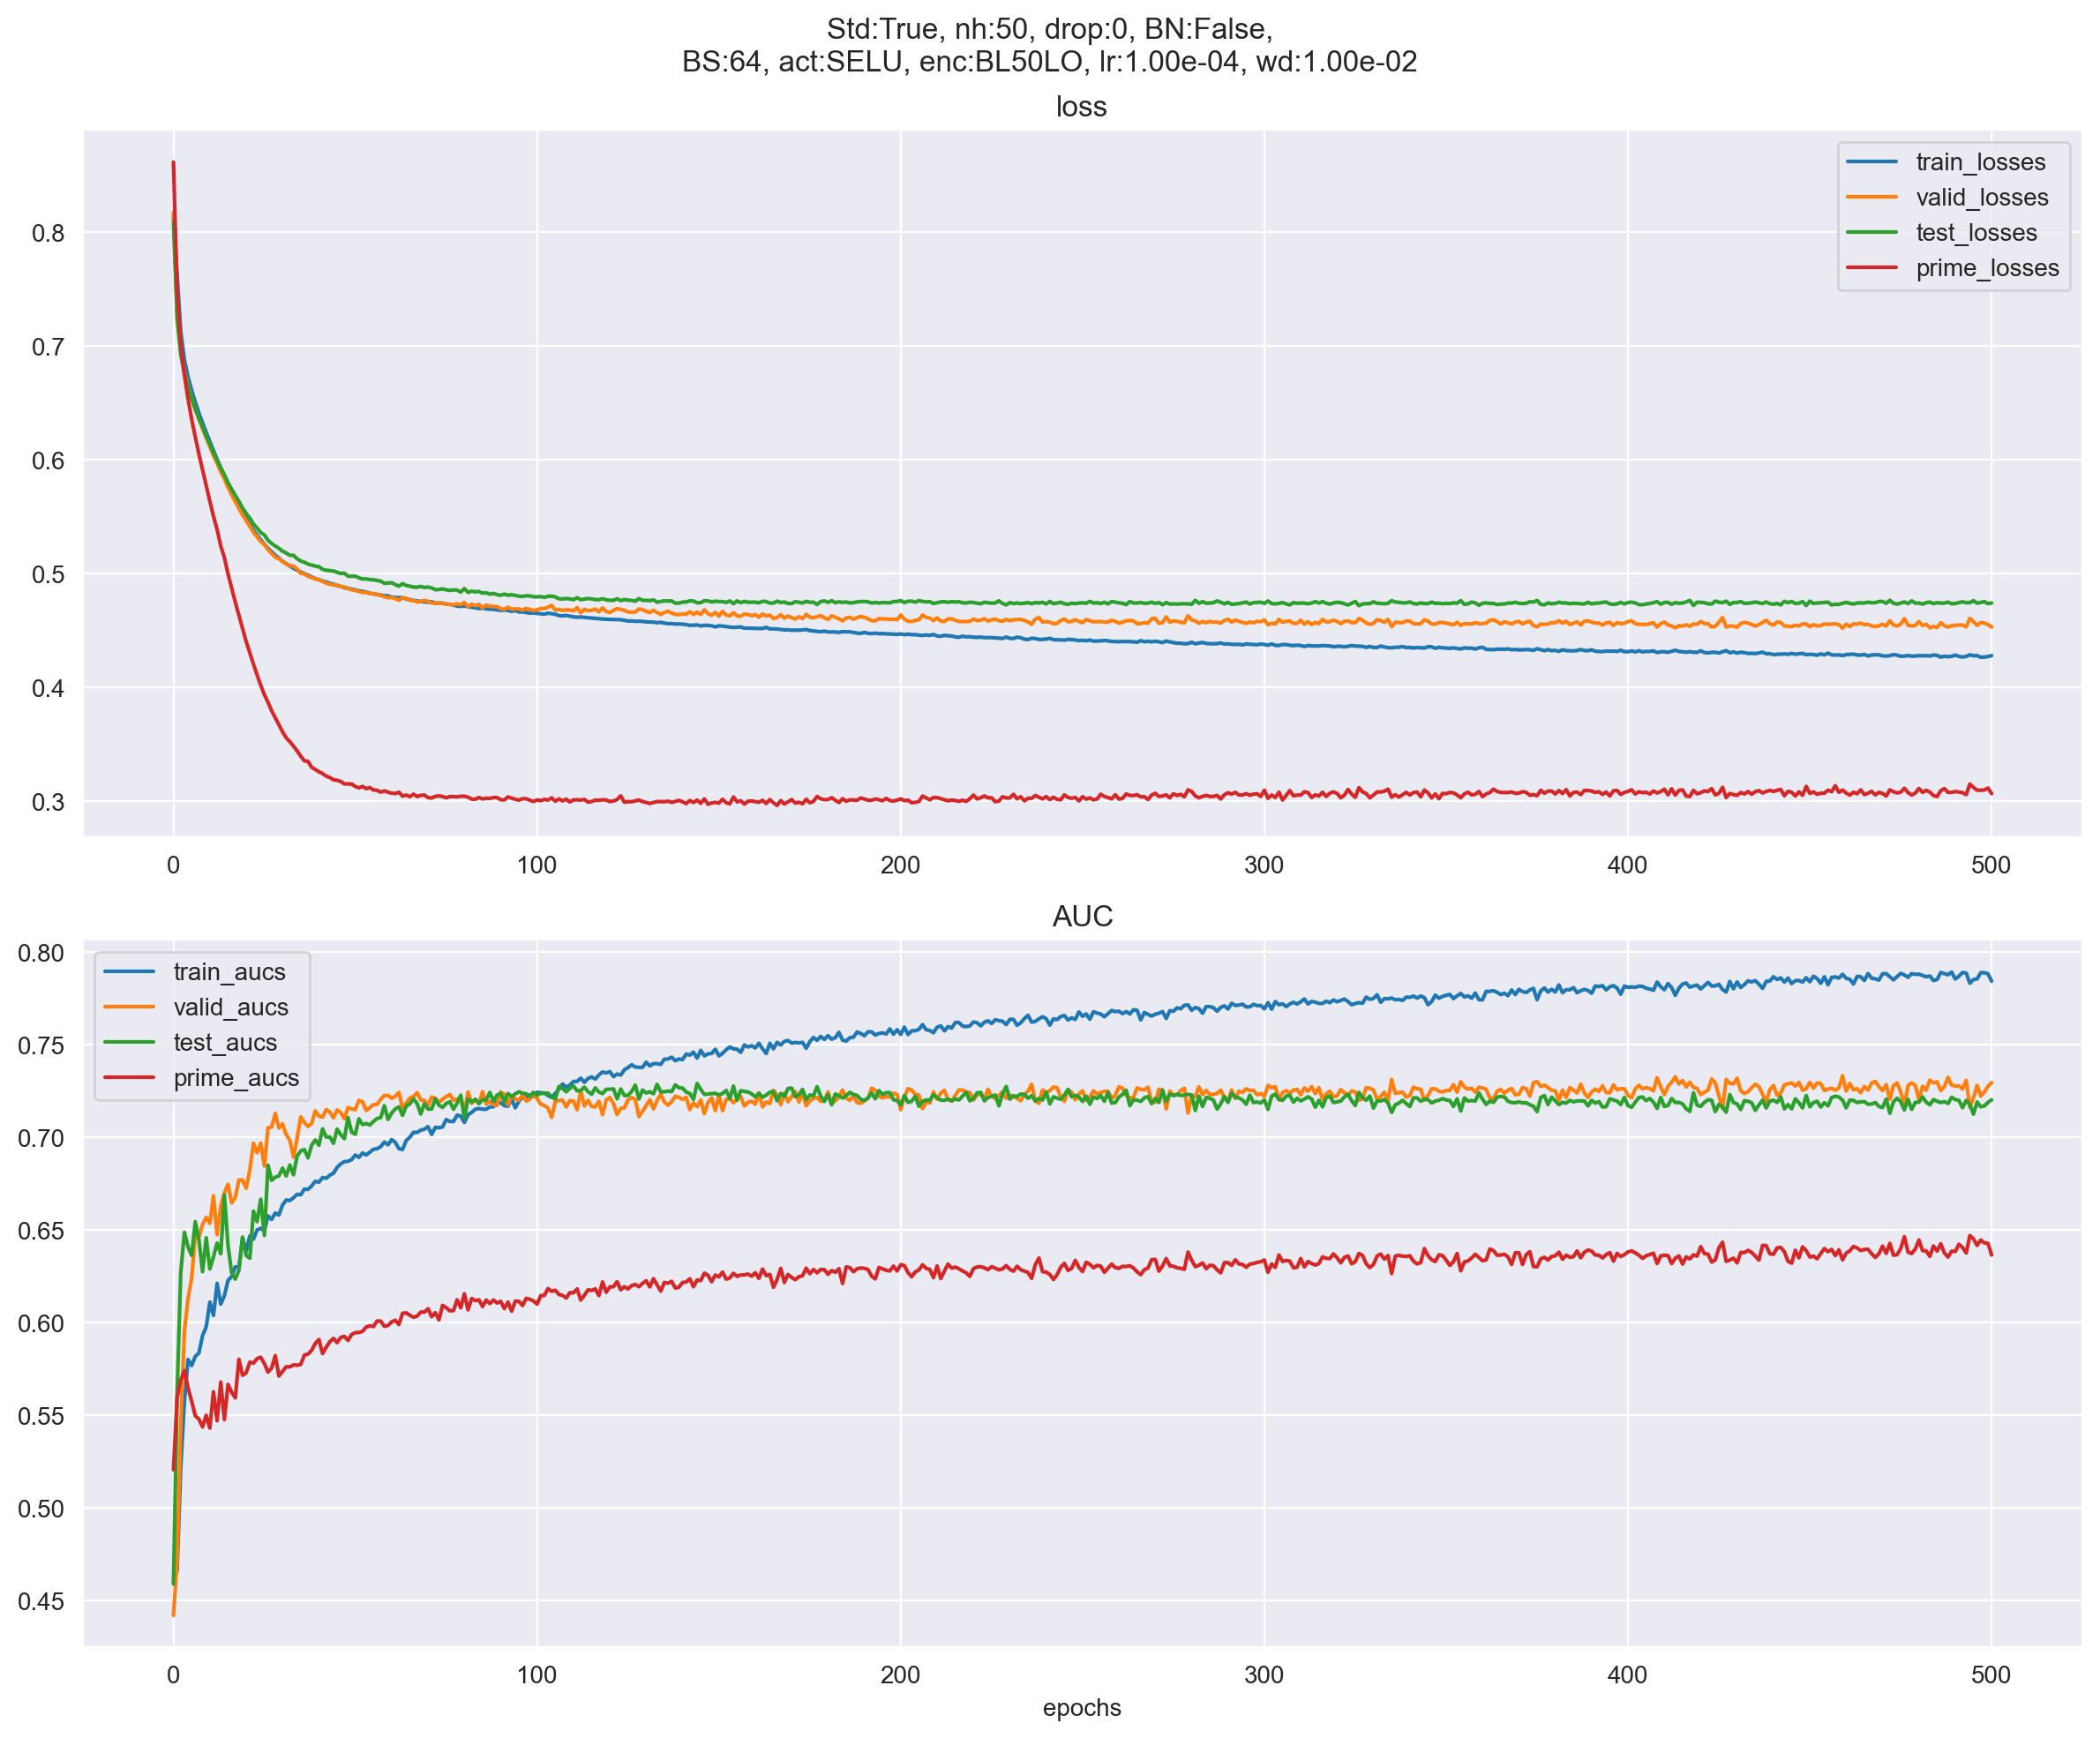 Std:True, nh:50, drop:0, BN:False,
BS:64, act:SELU, enc:BL50LO, lr:1.00e-04, wd:1.00e-02
loss
train_losses
valid_losses
test_losses
prime_losses
0.8
0.7
0.6
0.5
0.4
0.3
0 100 200 300 400 500
AUC
train_aucs
valid_aucs
test_aucs
prime_aucs
0.80
0.75
0.70
0.65
0.60
0.55
0.50
0.45
0 100 200 300 400 500
epochs